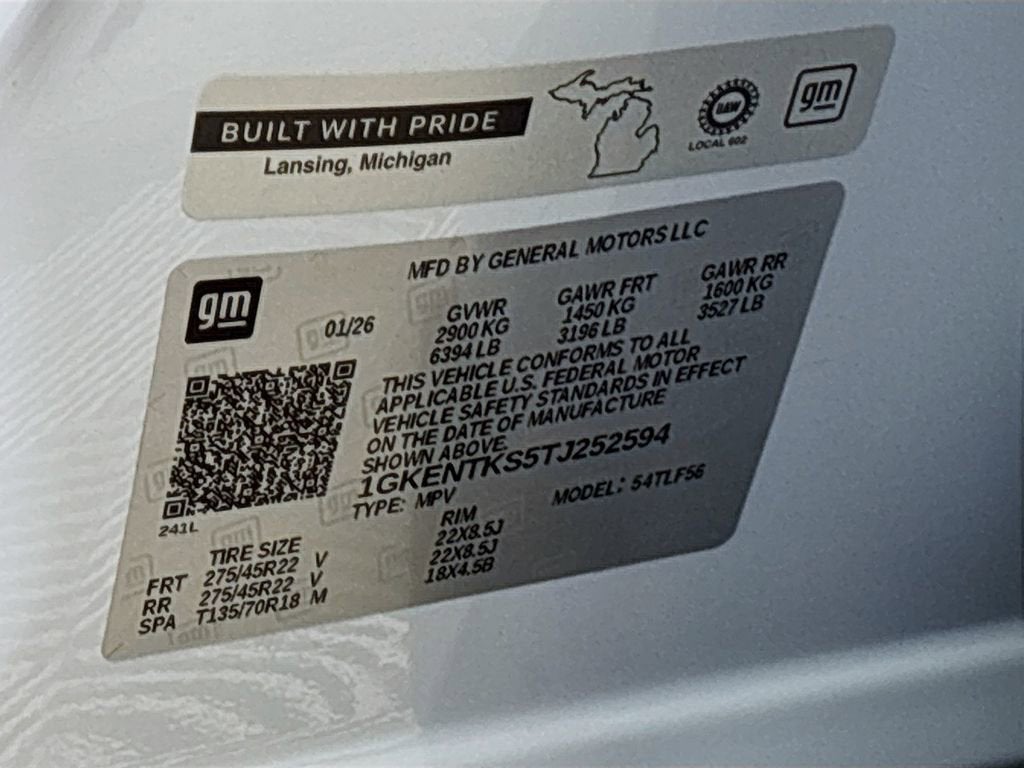 BUILT WITH PRIDE
Lansing, Michigan
UAW
LOCAL 602
gm
MFD BY GENERAL MOTORS LLC
gm
01/26
GVWR GAWR FRT GAWR RR
2900 KG 1450 KG 1600 KG
6394 LB 3196 LB 3527 LB
THIS VEHICLE CONFORMS TO ALL
APPLICABLE U.S. FEDERAL MOTOR
VEHICLE SAFETY STANDARDS IN EFFECT
ON THE DATE OF MANUFACTURE
SHOWN ABOVE.
1GKENTKS5TJ252594
TYPE: MPV MODEL: 54TLF56
241L
TIRE SIZE RIM
FRT 275/45R22 V 22X8.5J
RR 275/45R22 V 22X8.5J
SPA T135/70R18 M 18X4.5B